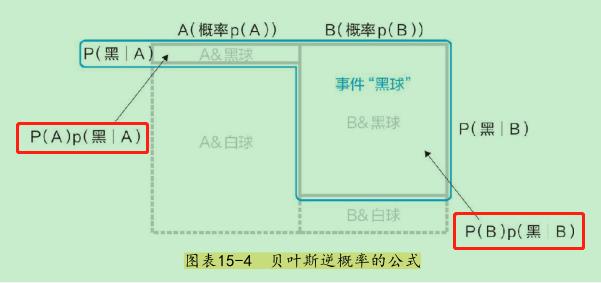 A(概率p(A))
B(概率p(B))
P(黑|A)
A&黑球
事件“黑球”
P(A)p(黑|A)
A&白球
B&黑球
P(黑|B)
B&白球
P(B)p(黑|B)
图表15-4 贝叶斯逆概率的公式